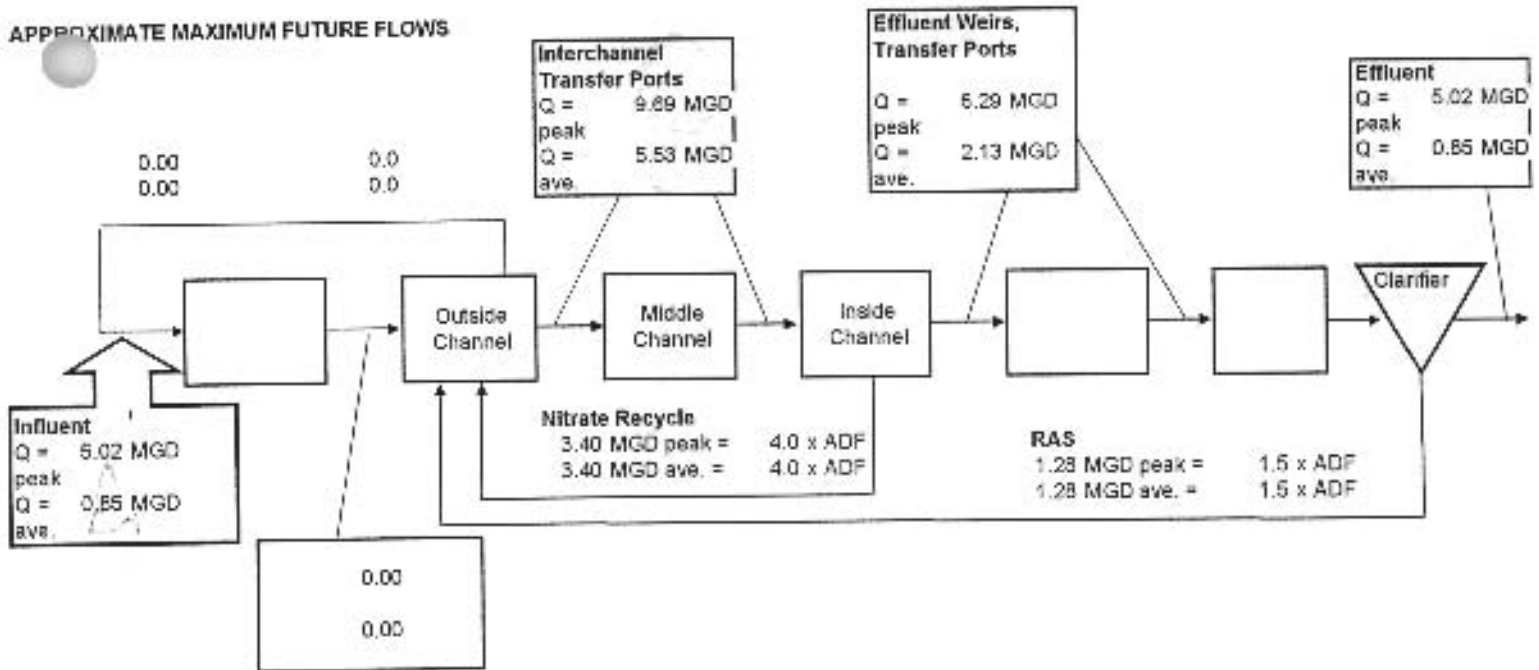 APPROXIMATE MAXIMUM FUTURE FLOWS
Interchannel
Transfer Ports
Q = 9.69 MGD
peak
Q = 5.53 MGD
ave.
Effluent Weirs,
Transfer Ports
Q = 6.29 MGD
peak
Q = 2.13 MGD
ave.
Effluent
Q = 5.02 MGD
peak
Q = 0.85 MGD
ave.
0.00 0.0
0.00 0.0
Outside
Channel
Middle
Channel
Inside
Channel
Clarifier
Influent
Q = 5.02 MGD
peak
Q = 0.85 MGD
ave.
Nitrate Recycle
3.40 MGD peak = 4.0 x ADF
3.40 MGD ave. = 4.0 x ADF
RAS
1.28 MGD peak = 1.5 x ADF
1.28 MGD ave. = 1.5 x ADF
0.00
0.00